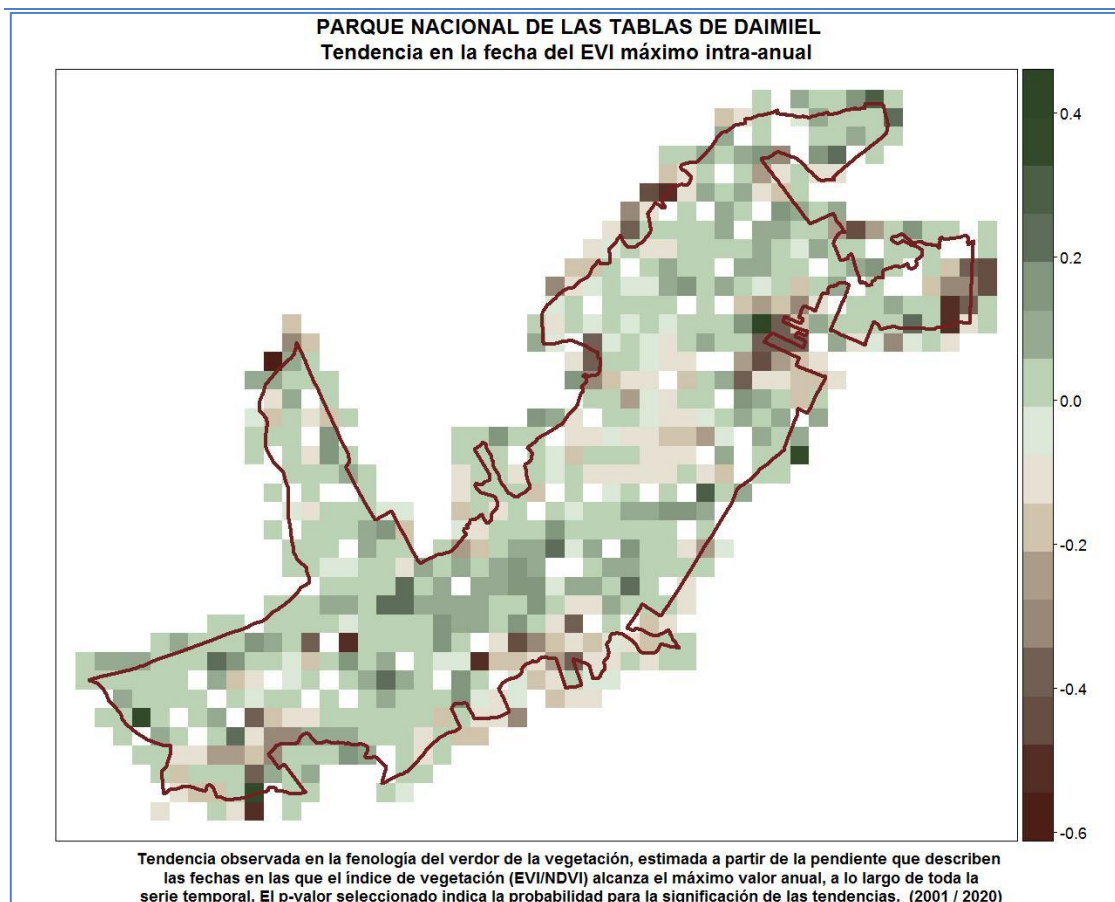 PARQUE NACIONAL DE LAS TABLAS DE DAIMIEL
Tendencia en la fecha del EVI máximo intra-anual
0.4
0.2
0.0
-0.2
-0.4
-0.6
Tendencia observada en la fenología del verdor de la vegetación, estimada a partir de la pendiente que describen
las fechas en las que el índice de vegetación (EVI/NDVI) alcanza el máximo valor anual, a lo largo de toda la
serie temporal. El p-valor seleccionado indica la probabilidad para la significación de las tendencias. (2001 / 2020)